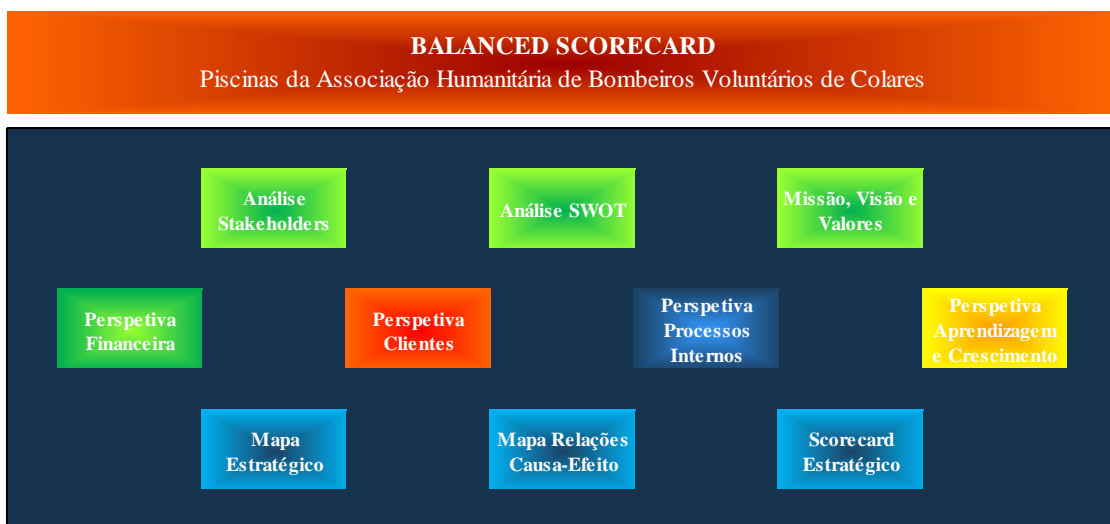 BALANCED SCORECARD
Piscinas da Associação Humanitária de Bombeiros Voluntários de Colares
Análise
Stakeholders
Análise SWOT
Missão, Visão e
Valores
Perspetiva
Financeira
Perspetiva
Clientes
Perspetiva
Processos
Internos
Perspetiva
Aprendizagem
e Crescimento
Mapa
Estratégico
Mapa Relações
Causa-Efeito
Scorecard
Estratégico